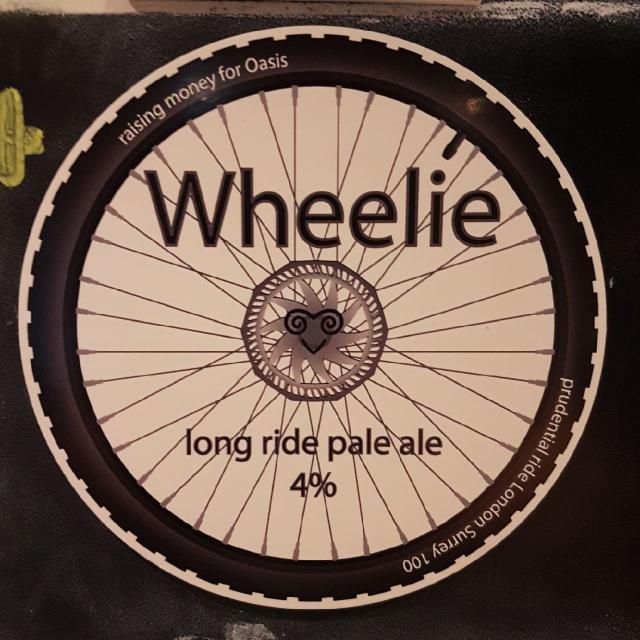 raising money for Oasis
Wheelie
long ride pale ale
4%
prudential ride London Surrey 100